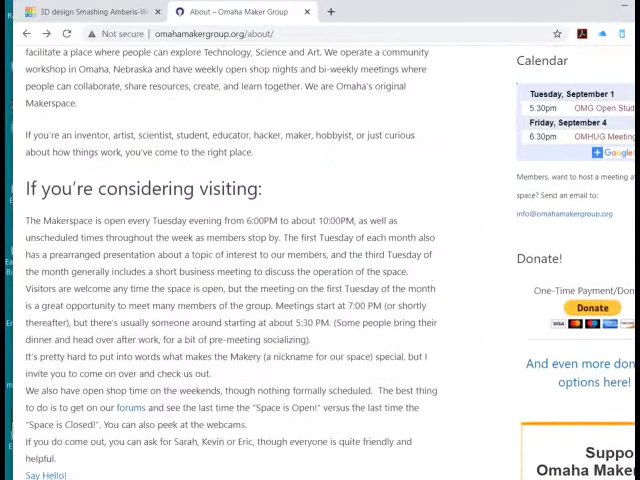 3D design Smashing Amberis-W
About – Omaha Maker Group
Not secure | omahamakergroup.org/about/
facilitate a place where people can explore Technology, Science and Art. We operate a community
workshop in Omaha, Nebraska and have weekly open shop nights and bi-weekly meetings where
people can collaborate, share resources, create, and learn together. We are Omaha's original
Makerspace.
If you're an inventor, artist, scientist, student, educator, hacker, maker, hobbyist, or just curious
about how things work, you've come to the right place.
If you're considering visiting:
The Makerspace is open every Tuesday evening from 6:00PM to about 10:00PM, as well as
unscheduled times throughout the week as members stop by. The first Tuesday of each month also
has a prearranged presentation about a topic of interest to our members, and the third Tuesday of
the month generally includes a short business meeting to discuss the operation of the space.
Visitors are welcome any time the space is open, but the meeting on the first Tuesday of the month
is a great opportunity to meet many members of the group. Meetings start at 7:00 PM (or shortly
thereafter), but there's usually someone around starting at about 5:30 PM. (Some people bring their
dinner and head over after work, for a bit of pre-meeting socializing).
It's pretty hard to put into words what makes the Makery (a nickname for our space) special, but I
invite you to come on over and check us out.
We also have open shop time on the weekends, though nothing formally scheduled. The best thing
to do is to get on our forums and see the last time the "Space is Open!" versus the last time the
"Space is Closed!". You can also peek at the webcams.
If you do come out, you can ask for Sarah, Kevin or Eric, though everyone is quite friendly and
helpful.
Say Hello!
Calendar
Tuesday, September 1
5:30pm OMG Open Stud
Friday, September 4
6:30pm OMHUG Meeting
Google
Members, want to host a meeting at
space? Send an email to:
info@omahamakergroup.org
Donate!
One-Time Payment/Don
Donate
VISA
And even more don
options here!
Suppo
Omaha Make